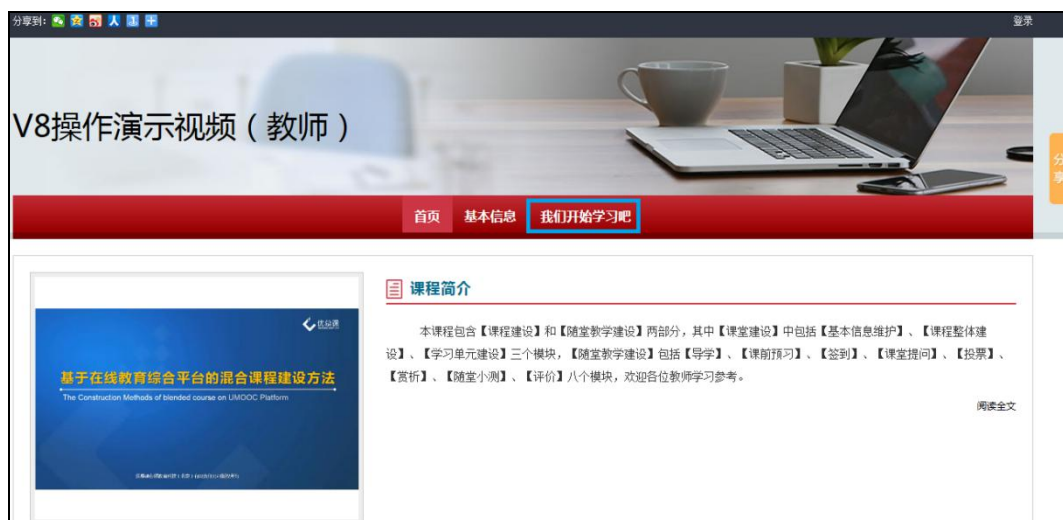 分享到:
登录
V8操作演示视频（教师）
分
享
首页 基本信息 我们开始学习吧
优慕课
基于在线教育综合平台的混合课程建设方法
The Construction Methods of blended course on UMOOC Platform
课程简介
本课程包含【课程建设】和【随堂教学建设】两部分，其中【课堂建设】中包括【基本信息维护】、【课程整体建
设】、【学习单元建设】三个模块，【随堂教学建设】包括【导学】、【课前预习】、【签到】、【课堂提问】、【投票】、
【赏析】、【随堂小测】、【评价】八个模块，欢迎各位教师学习参考。
阅读全文